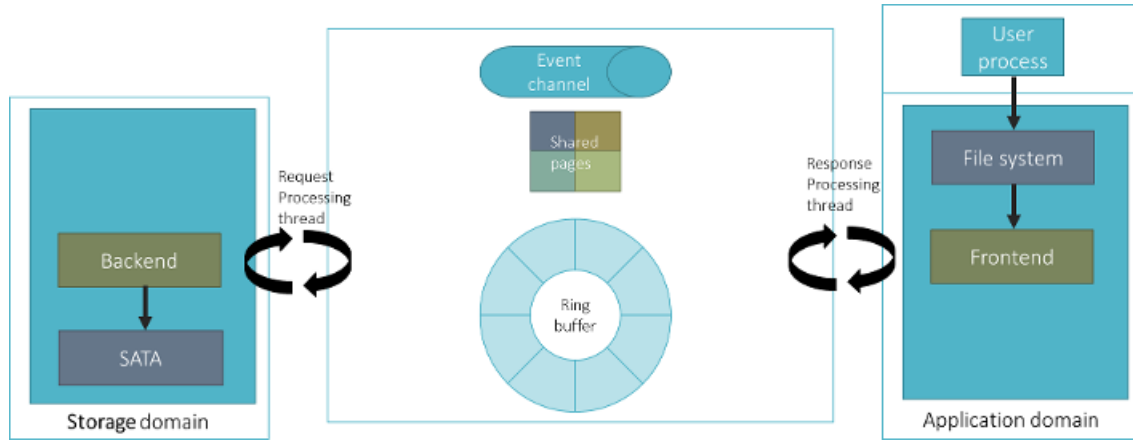 User
process
Event
channel
Shared
pages
File system
Request
Processing
thread
Response
Processing
thread
Backend
Frontend
Ring
buffer
SATA
Storage domain
Application domain